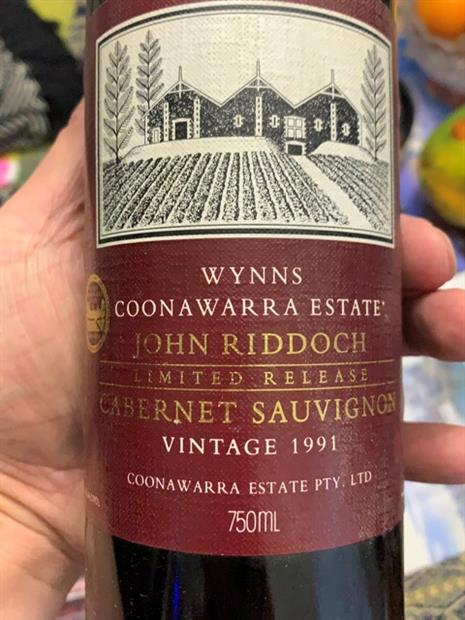 WYNNS
COONAWARRA ESTATE
JOHN RIDDOCH
LIMITED RELEASE
CABERNET SAUVIGNON
VINTAGE 1991
COONAWARRA ESTATE PTY. LTD
750ML